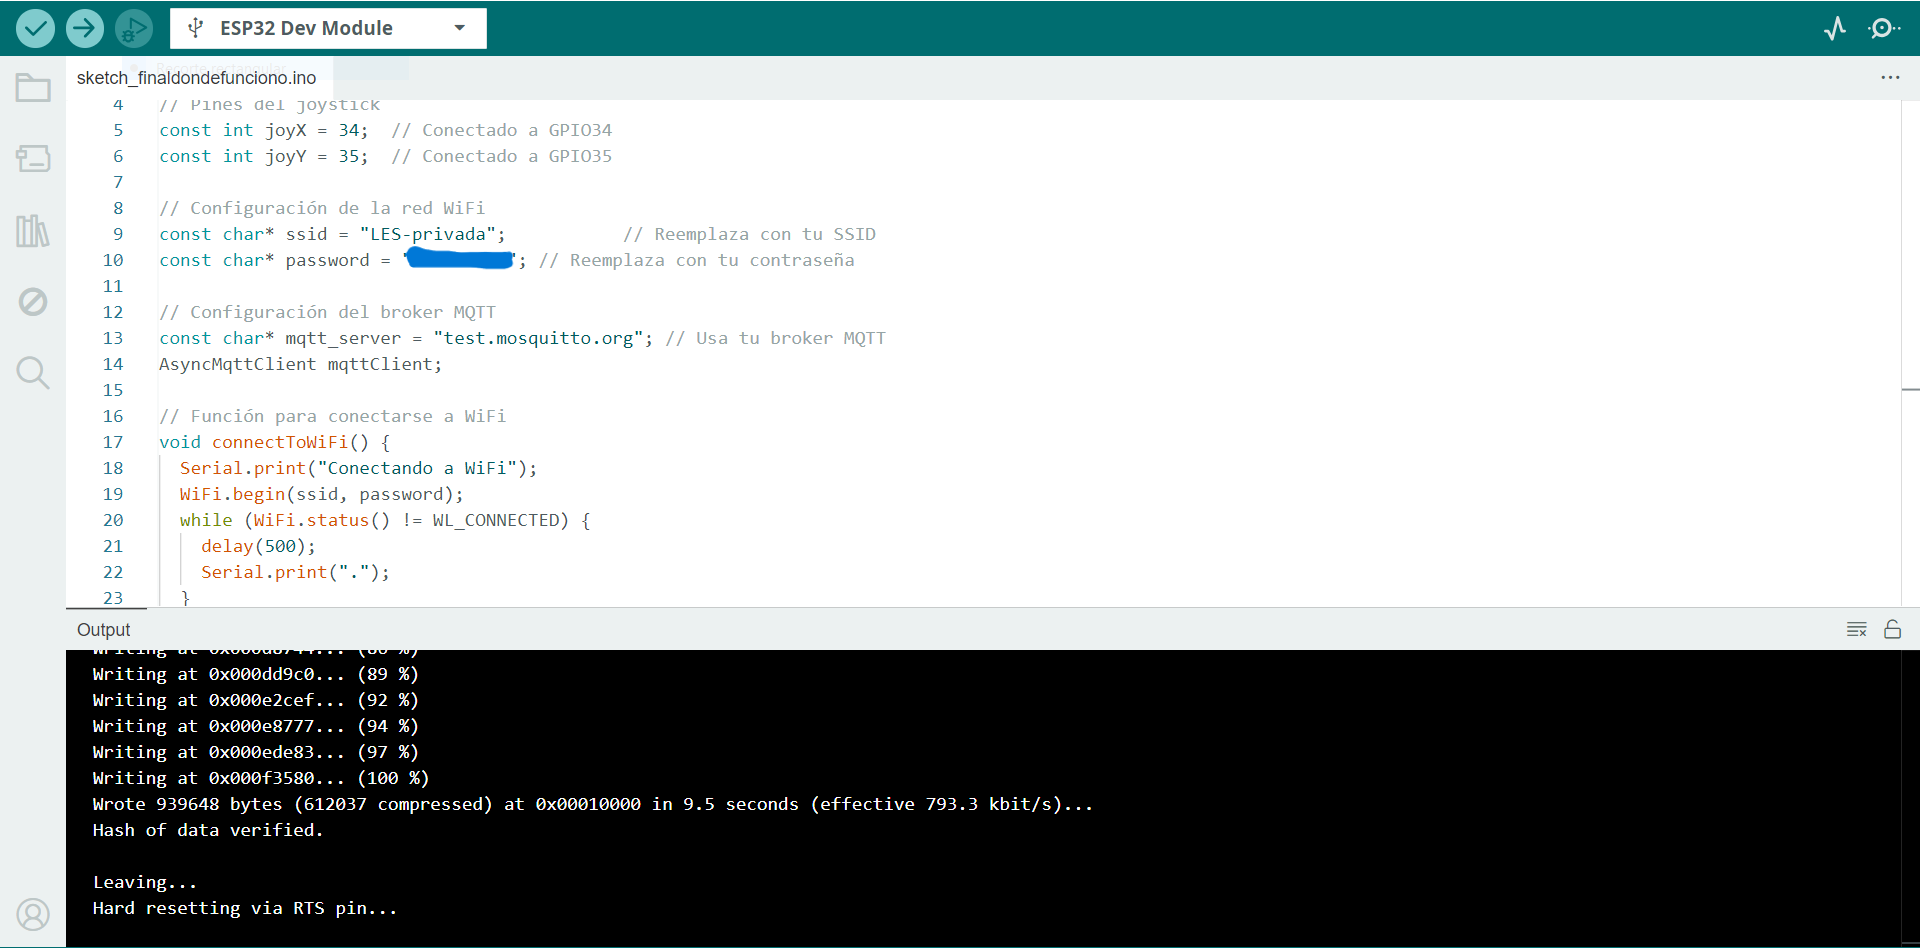 ESP32 Dev Module
sketch_finaldondefunciono.ino
4 // Pines del joystick
5 const int joyX = 34; // Conectado a GPIO34
6 const int joyY = 35; // Conectado a GPIO35
7
8 // Configuración de la red WiFi
9 const char* ssid = "LES-privada"; // Reemplaza con tu SSID
10 const char* password = ""; // Reemplaza con tu contraseña
11
12 // Configuración del broker MQTT
13 const char* mqtt_server = "test.mosquitto.org"; // Usa tu broker MQTT
14 AsyncMqttClient mqttClient;
15
16 // Función para conectarse a WiFi
17 void connectToWiFi() {
18 Serial.print("Conectando a WiFi");
19 WiFi.begin(ssid, password);
20 while (WiFi.status() != WL_CONNECTED) {
21 delay(500);
22 Serial.print(".");
23 }
Output
Writing at 0x000d8744... (86 %)
Writing at 0x000dd9c0... (89 %)
Writing at 0x000e2cef... (92 %)
Writing at 0x000e8777... (94 %)
Writing at 0x000ede83... (97 %)
Writing at 0x000f3580... (100 %)
Wrote 939648 bytes (612037 compressed) at 0x00010000 in 9.5 seconds (effective 793.3 kbit/s)...
Hash of data verified.
Leaving...
Hard resetting via RTS pin...